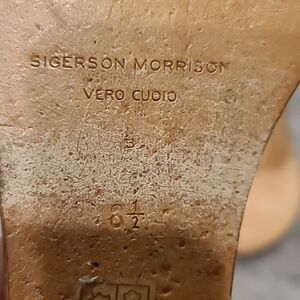 SIGERSON MORRISON
VERO CUOIO
B
6 1/2